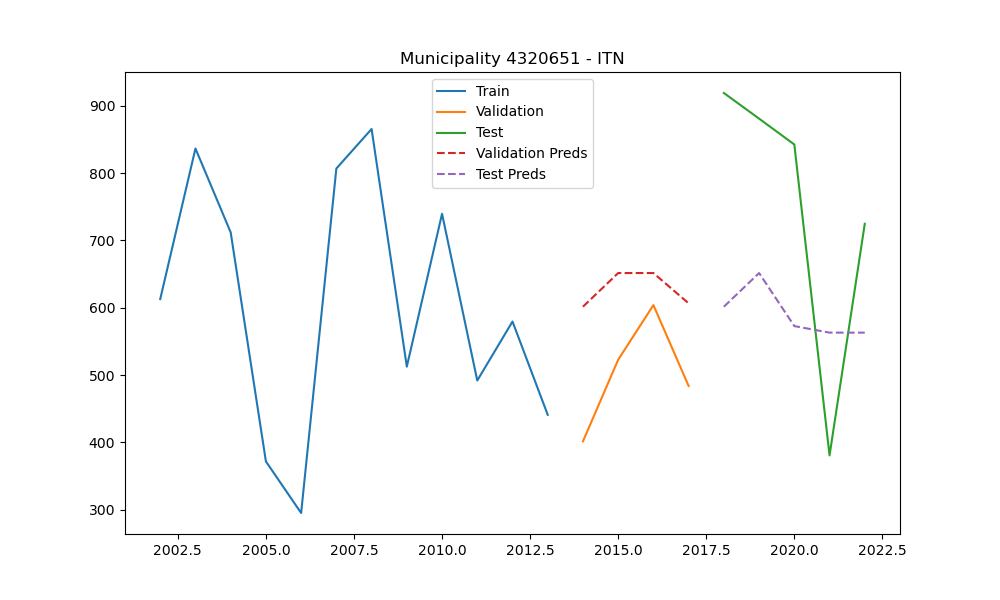 Municipality 4320651 - ITN
Train
Validation
Test
Validation Preds
Test Preds
900
800
700
600
500
400
300
2002.5 2005.0 2007.5 2010.0 2012.5 2015.0 2017.5 2020.0 2022.5